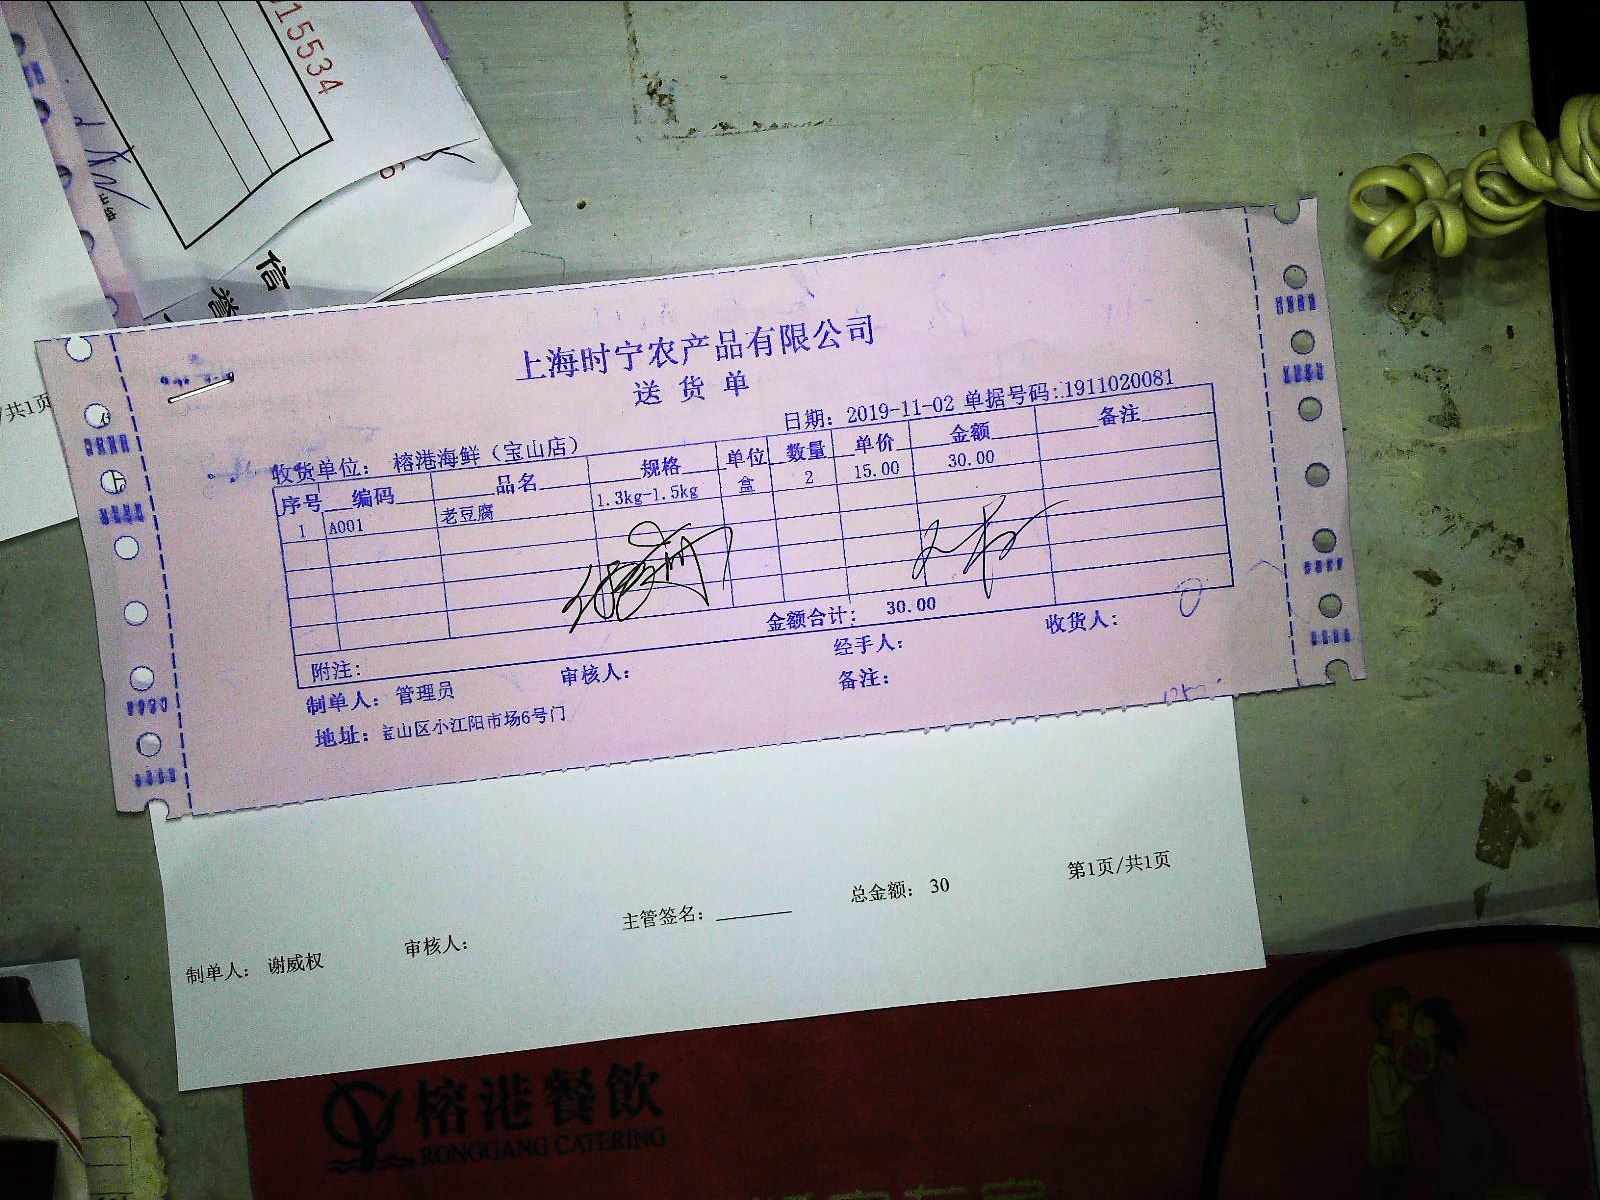 15534
信
誉
/共1页
上海时宁农产品有限公司
送 货 单
收货单位： 榕港海鲜（宝山店） 日期： 2019-11-02 单据号码：1911020081
序号 编码 品名 规格 单位 数量 单价 金额 备注
1 A001 老豆腐 1.3kg-1.5kg 盒 2 15.00 30.00
金额合计： 30.00
附注：
制单人： 管理员 审核人： 经手人： 收货人：
地址： 宝山区小江阳市场6号门 备注：
制单人： 谢威权 审核人： 主管签名： 总金额： 30 第1页/共1页
榕港餐飲
RONGGANG CATERING